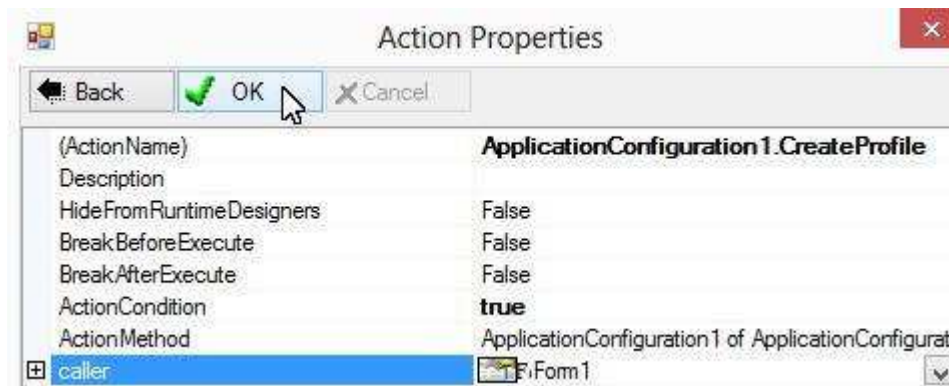 Action Properties
Back OK Cancel
(ActionName) ApplicationConfiguration1.CreateProfile
Description
HideFromRuntimeDesigners False
BreakBeforeExecute False
BreakAfterExecute False
ActionCondition true
ActionMethod ApplicationConfiguration1 of ApplicationConfigurat
caller Form1